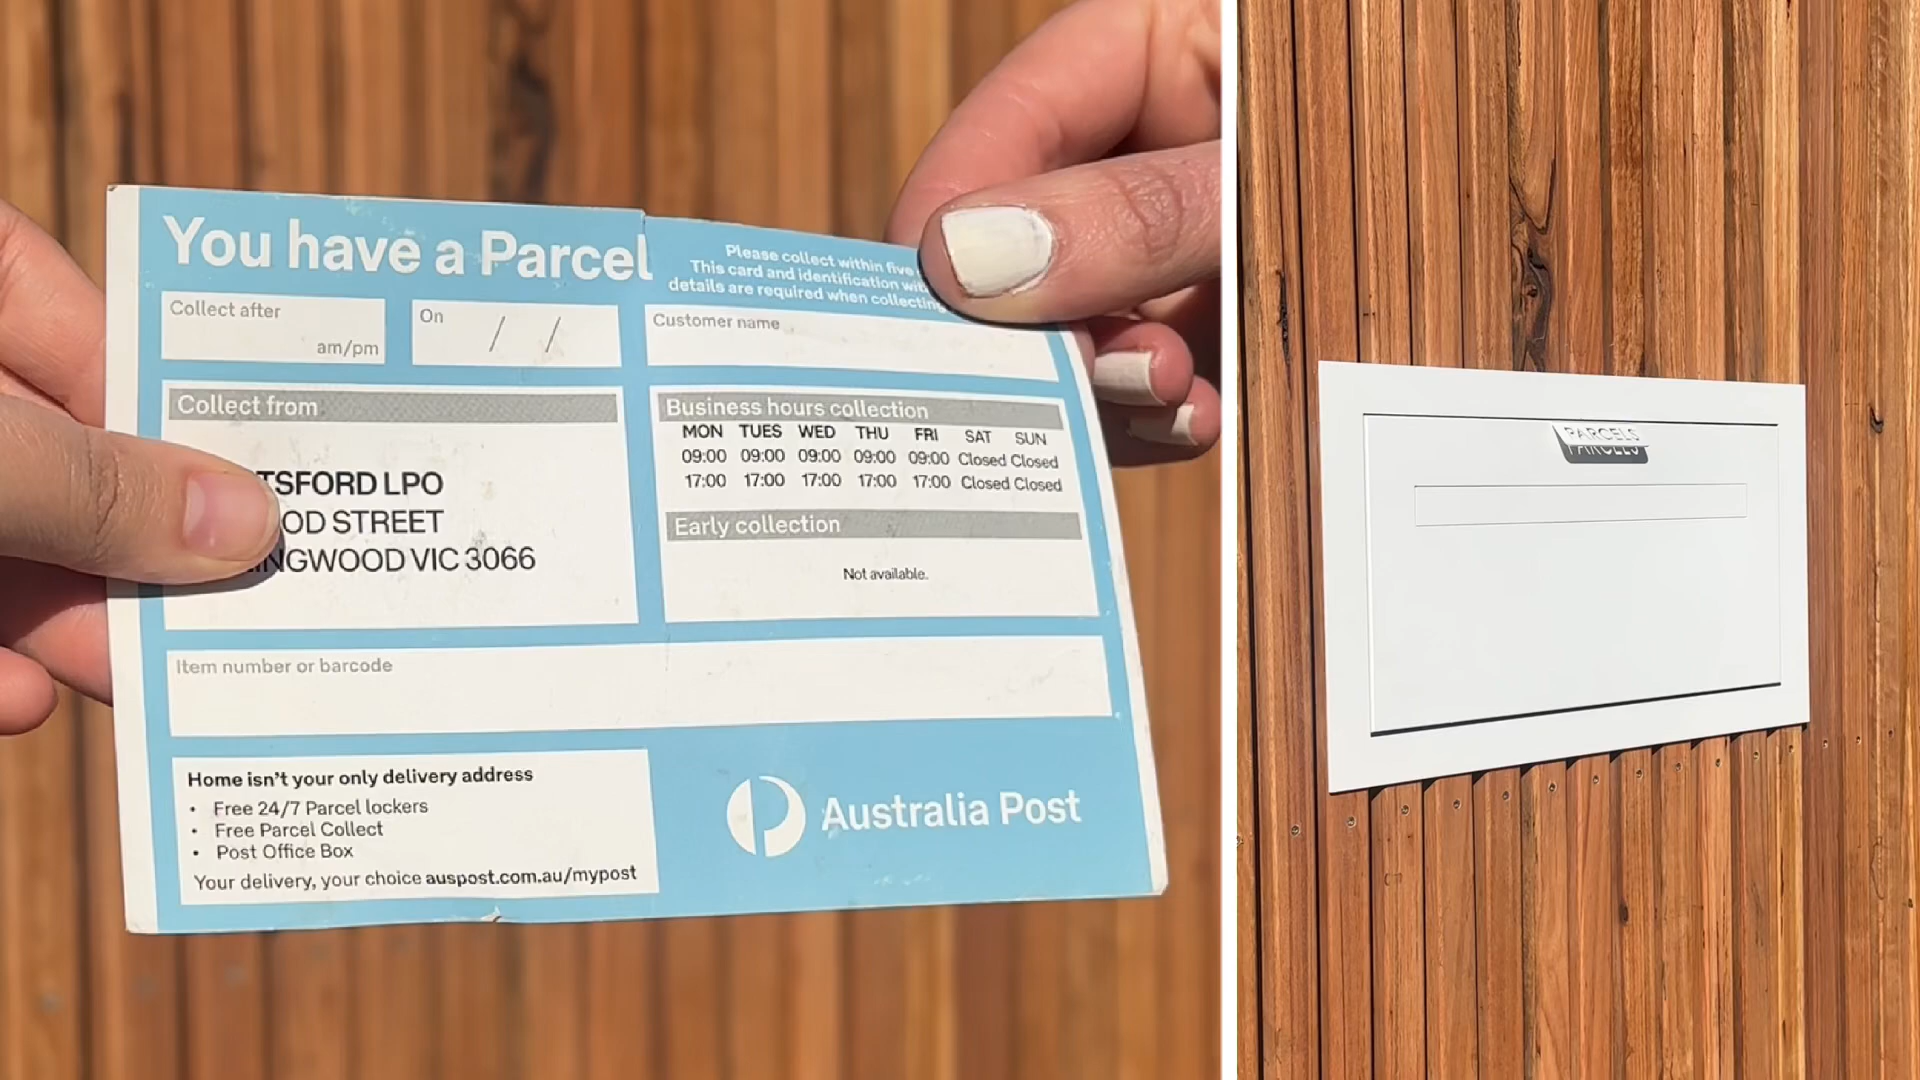 You have a Parcel
Please collect within five
This card and identification
details are required when collecting
Collect after
am/pm
On / /
Customer name
Collect from
TSFORD LPO
OD STREET
NGWOOD VIC 3066
Business hours collection
MON TUES WED THU FRI SAT SUN
09:00 09:00 09:00 09:00 09:00 Closed Closed
17:00 17:00 17:00 17:00 17:00 Closed Closed
Early collection
Not available.
Item number or barcode
Home isn't your only delivery address
• Free 24/7 Parcel lockers
• Free Parcel Collect
• Post Office Box
Your delivery, your choice auspost.com.au/mypost
Australia Post
PARCELS